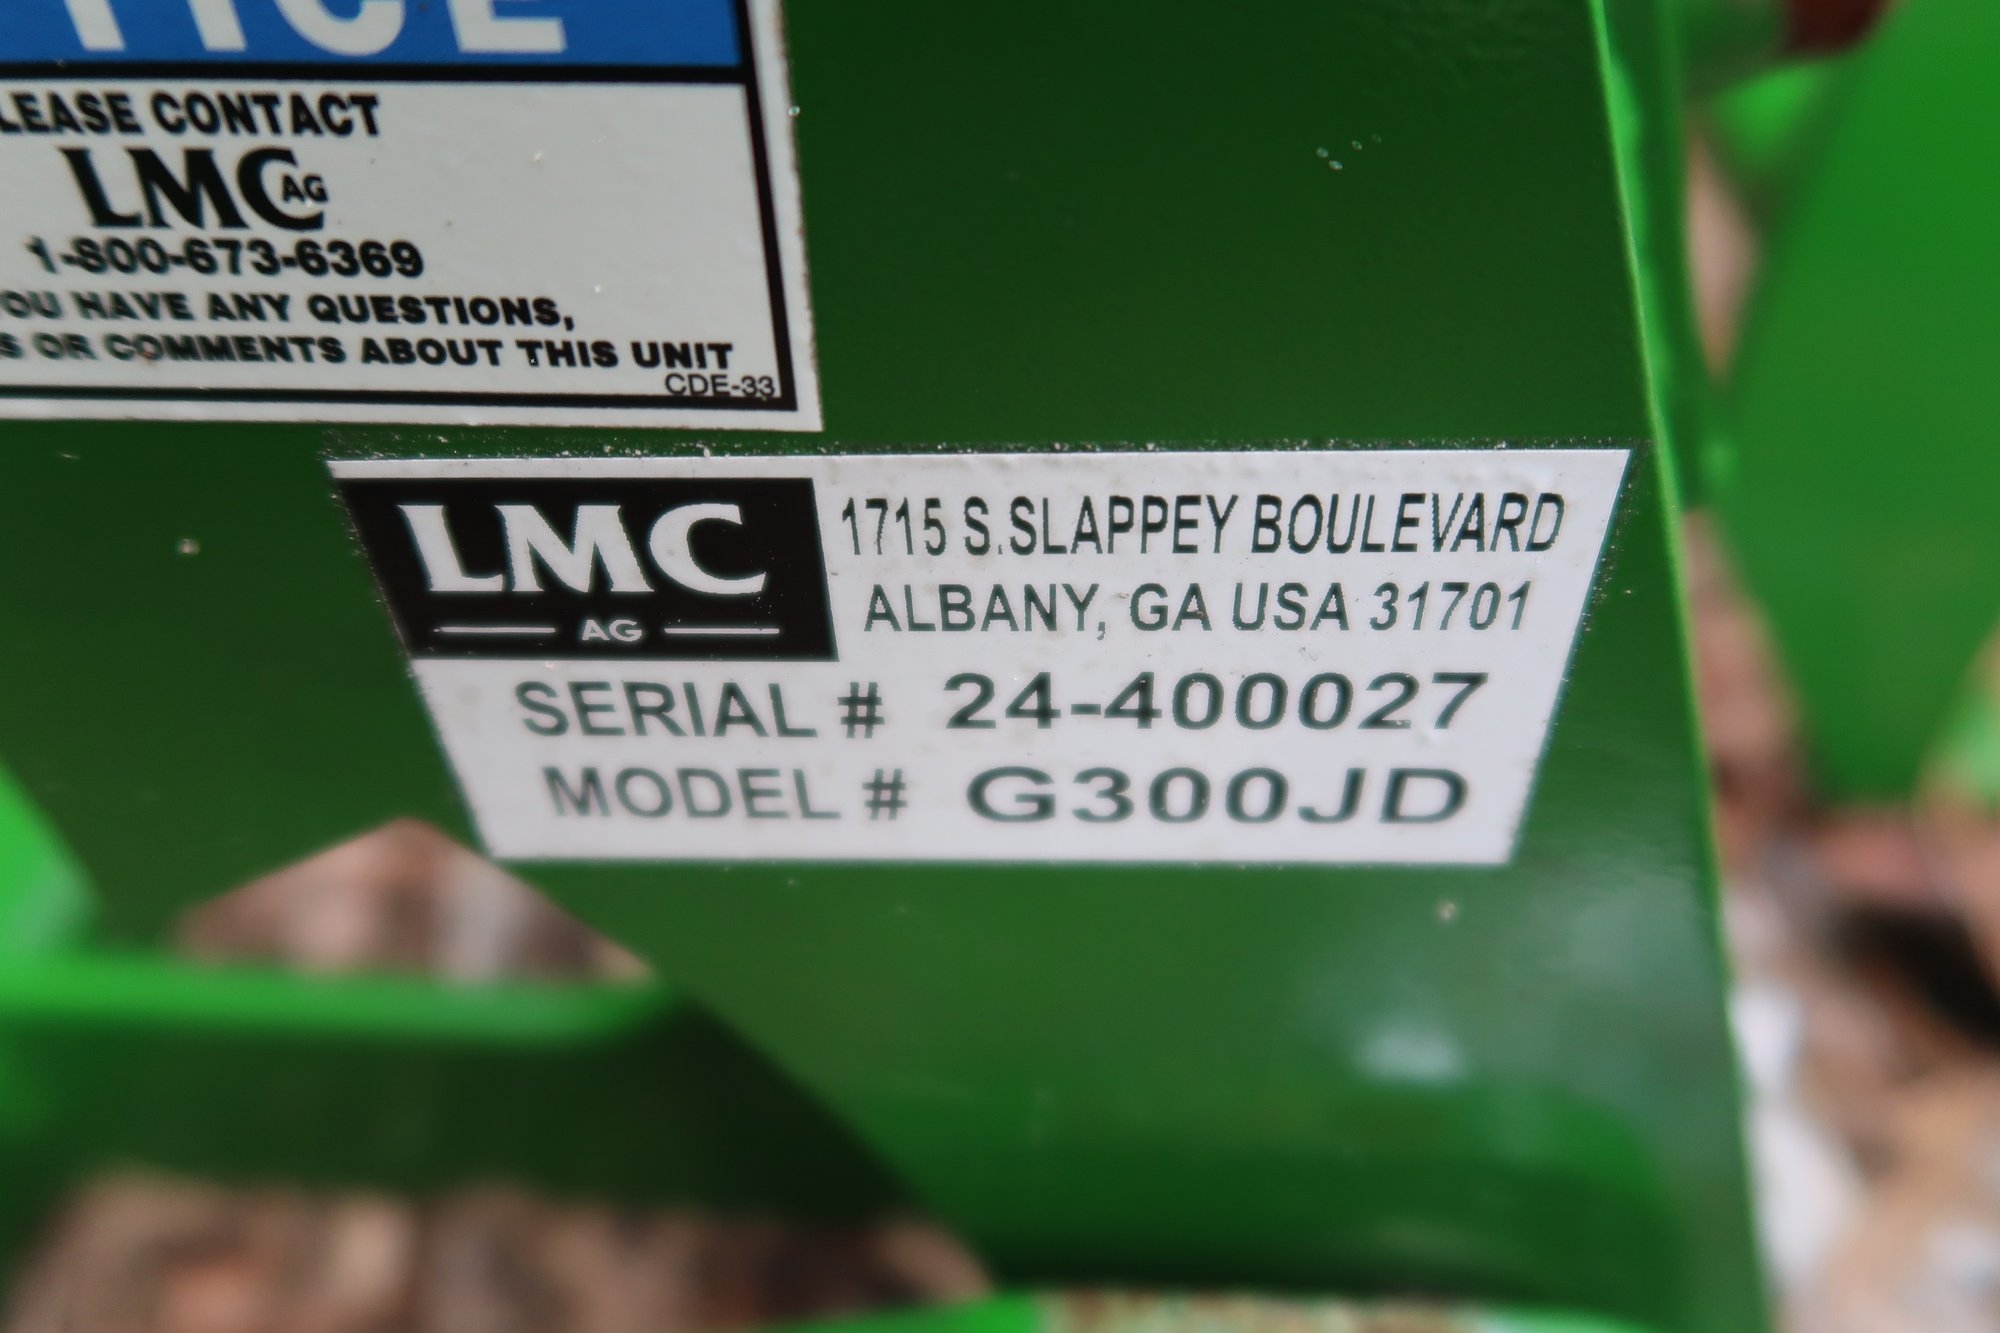 TICE
LEASE CONTACT
LMC AG
1-800-673-6369
OU HAVE ANY QUESTIONS,
S OR COMMENTS ABOUT THIS UNIT
CDE-33
LMC
AG
1715 S.SLAPPEY BOULEVARD
ALBANY, GA USA 31701
SERIAL # 24-400027
MODEL # G300JD